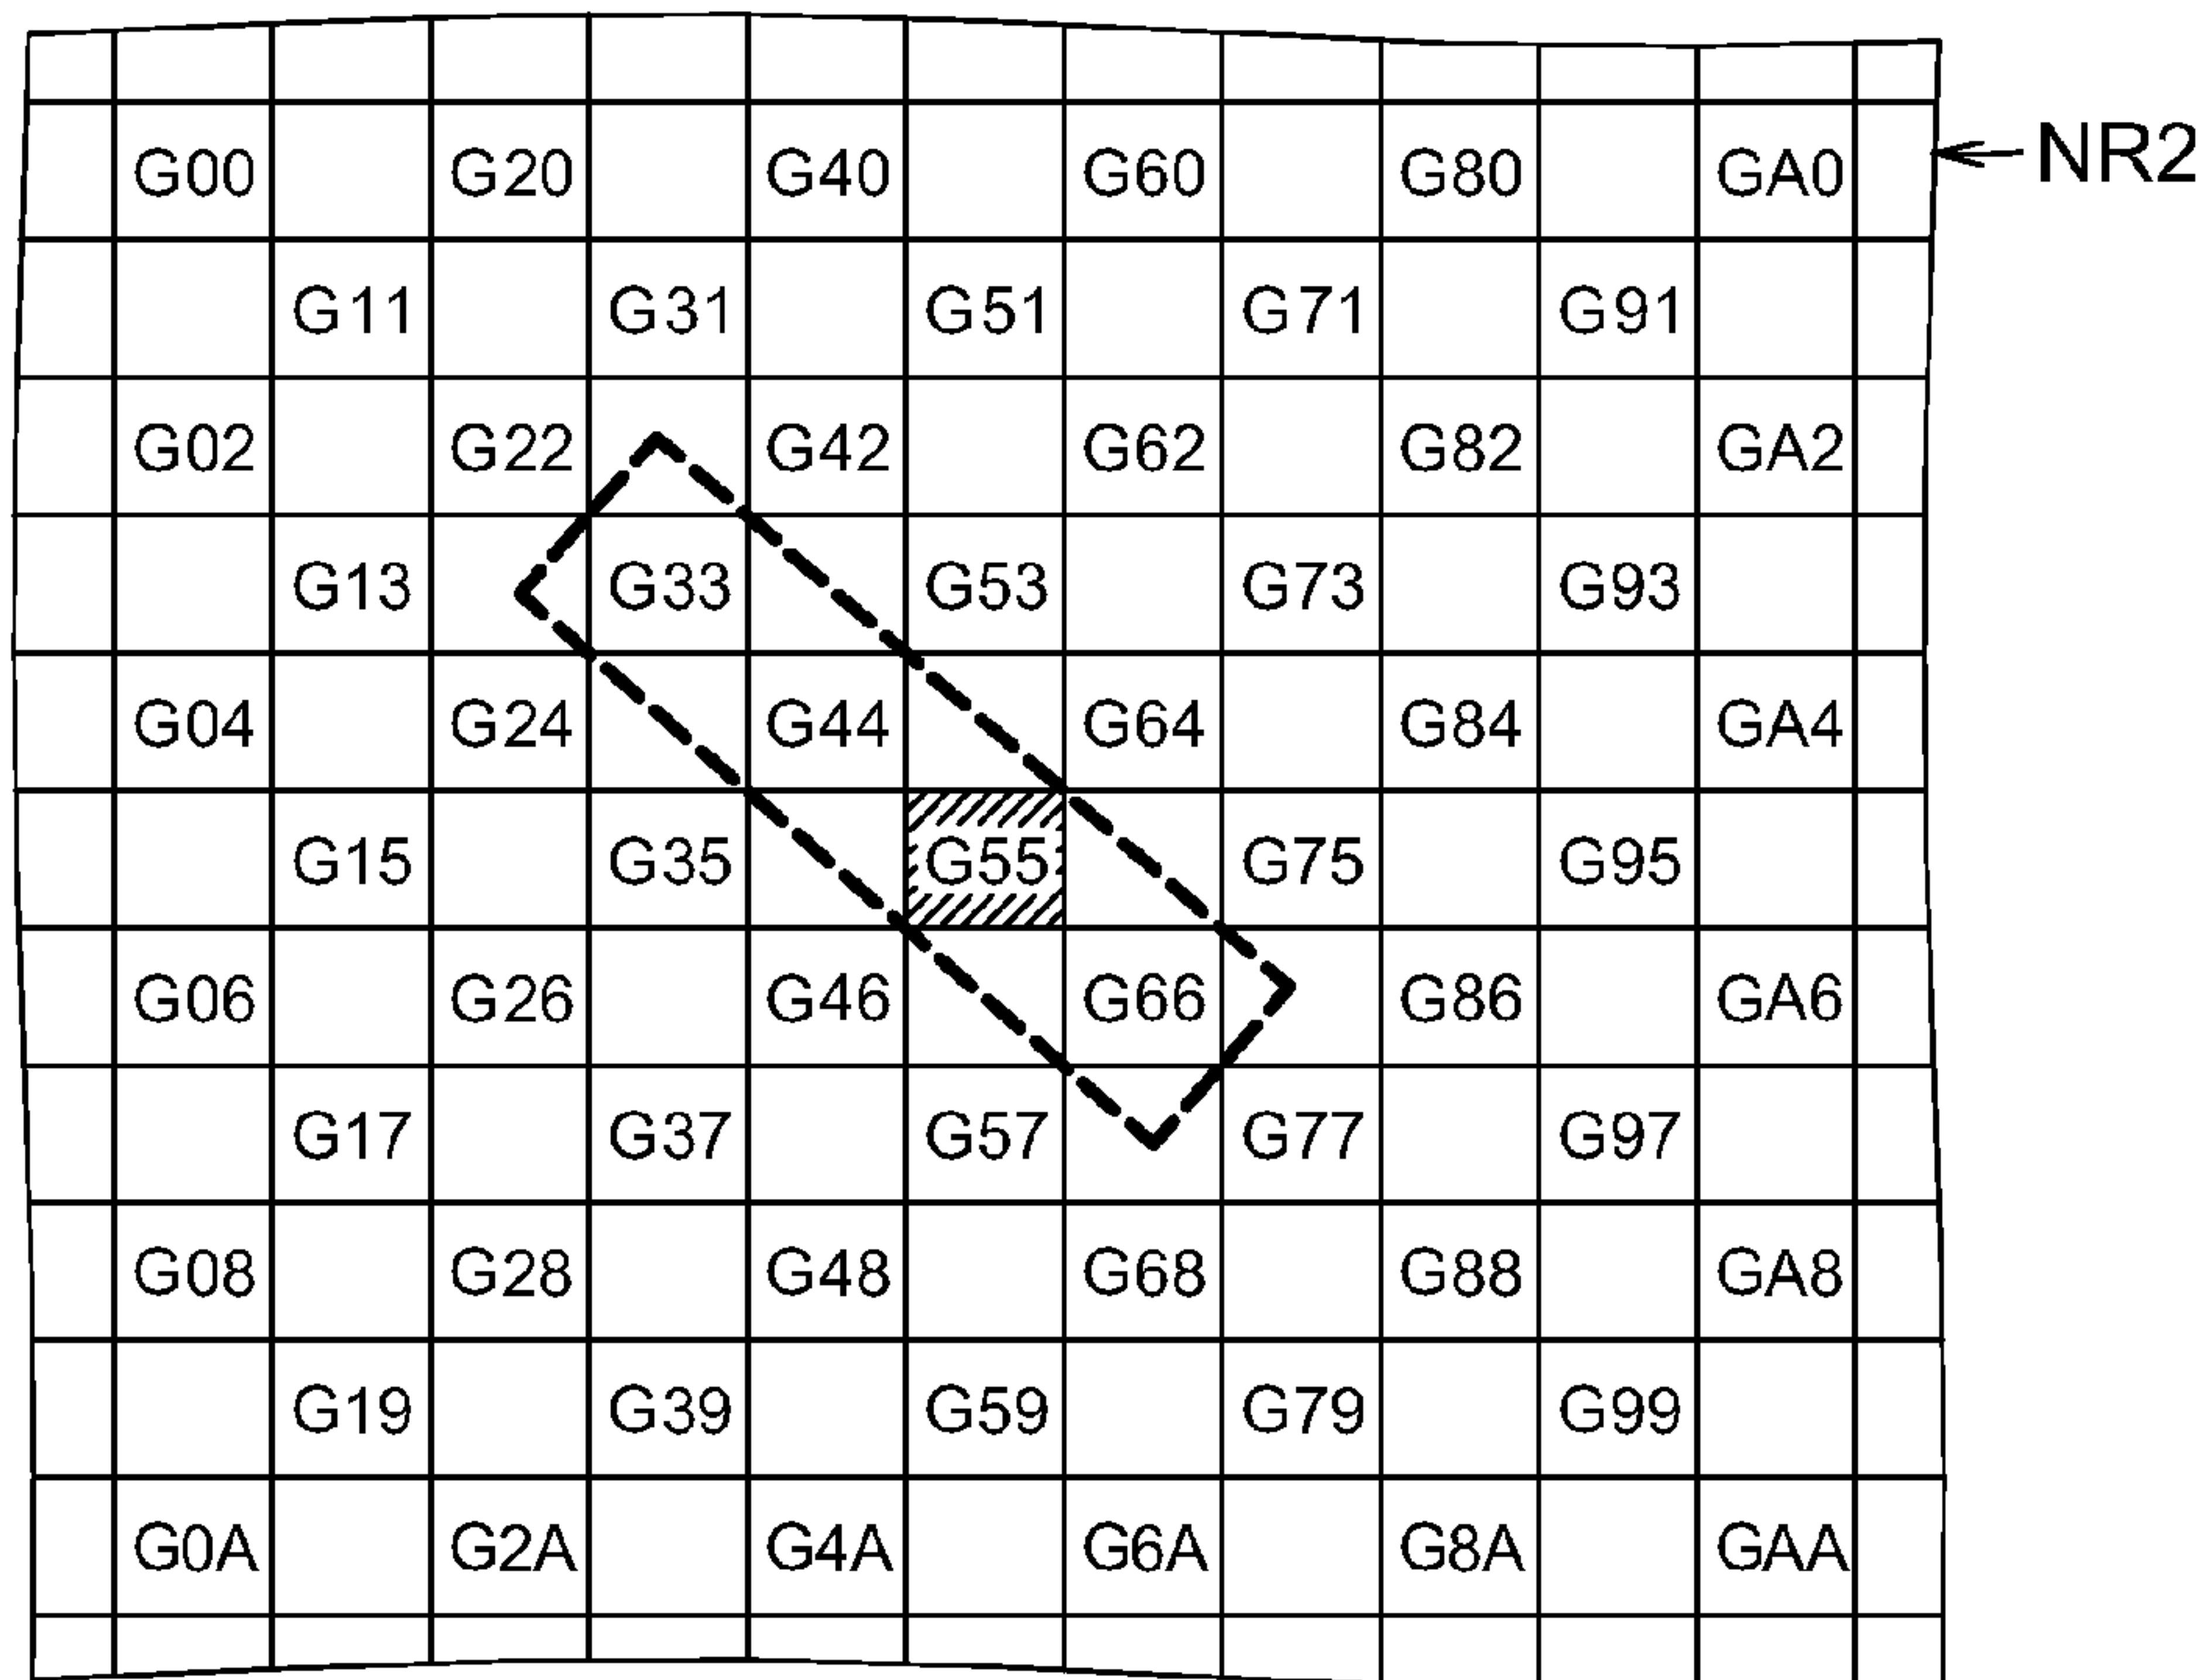 G00 G20 G40 G60 G80 GA0 NR2
G11 G31 G51 G71 G91
G02 G22 G42 G62 G82 GA2
G13 G33 G53 G73 G93
G04 G24 G44 G64 G84 GA4
G15 G35 G55 G75 G95
G06 G26 G46 G66 G86 GA6
G17 G37 G57 G77 G97
G08 G28 G48 G68 G88 GA8
G19 G39 G59 G79 G99
G0A G2A G4A G6A G8A GAA